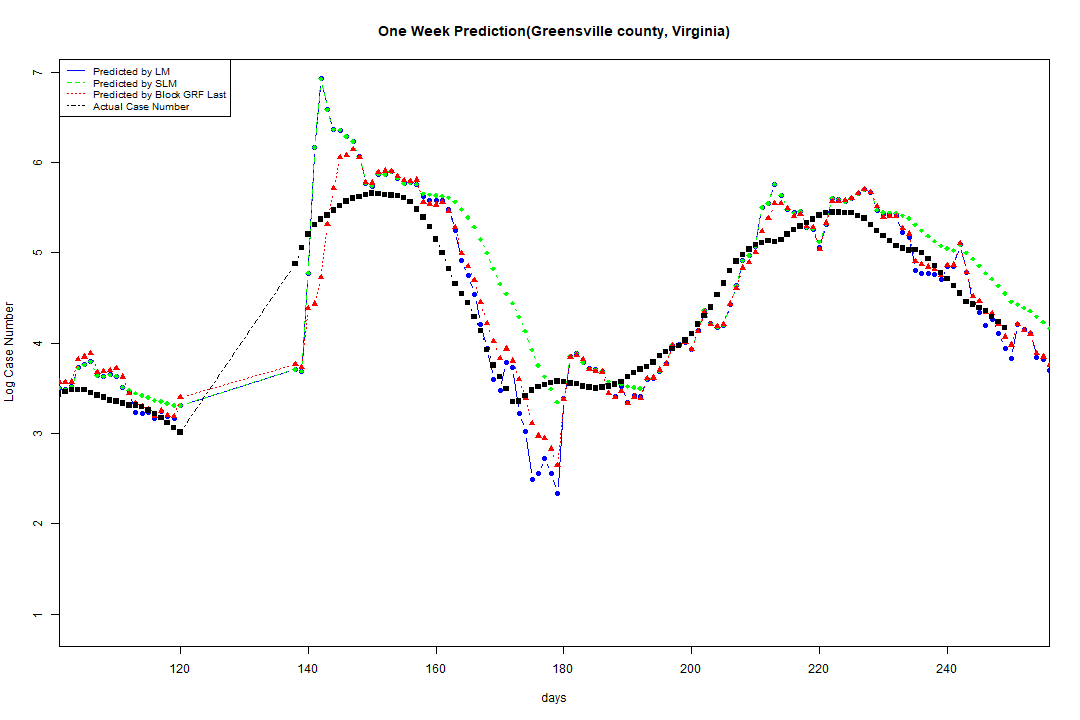 One Week Prediction(Greensville county, Virginia)
Predicted by LM
Predicted by SLM
Predicted by Block GRF Last
Actual Case Number
7
6
5
4
3
2
1
Log Case Number
120 140 160 180 200 220 240
days